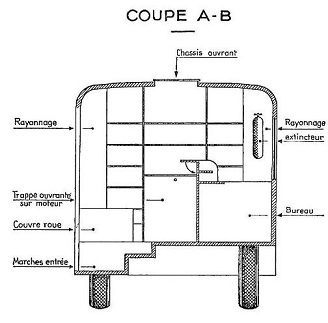 COUPE A-B
Chassis ouvrant
Rayonnage
Rayonnage
extincteur
Trappe ouvrante
sur moteur
Couvre roue
Bureau
Marches entrée